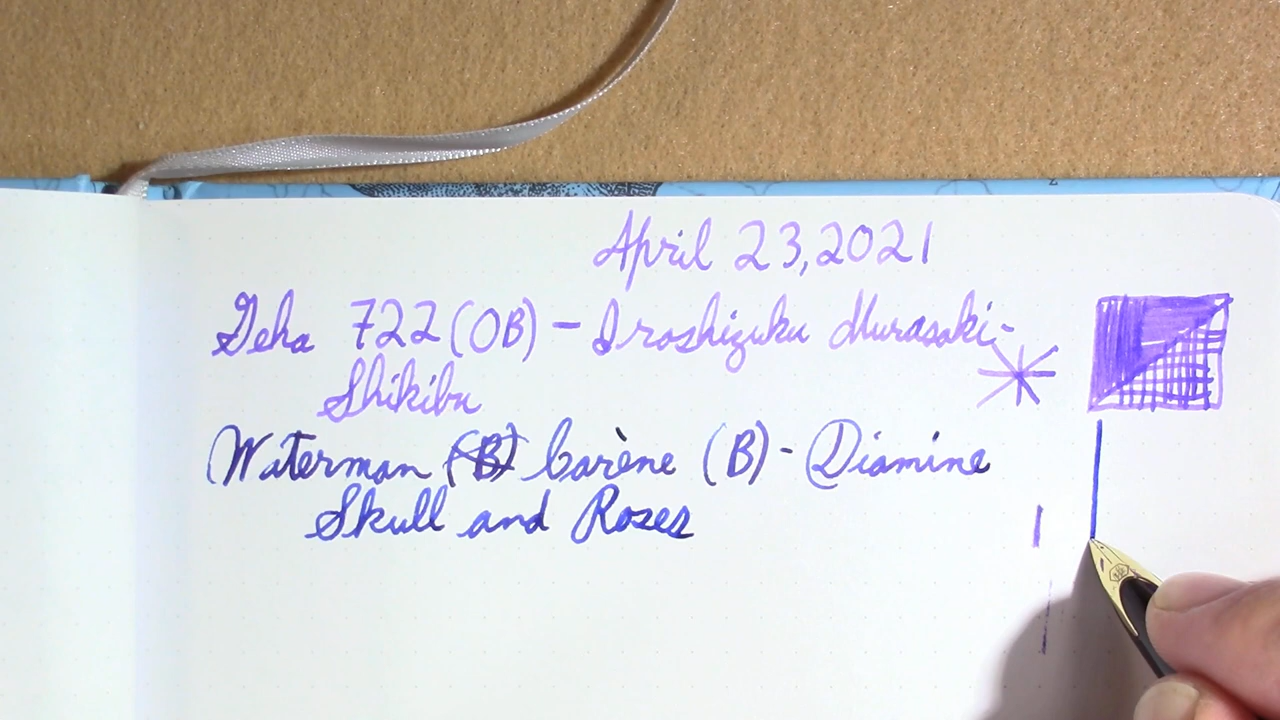 April 23, 2021
Geha 722 (OB) - Iroshizuku Murasaki-
Shikibu
Waterman (B) Carène (B) - Diamine
Skull and Roses